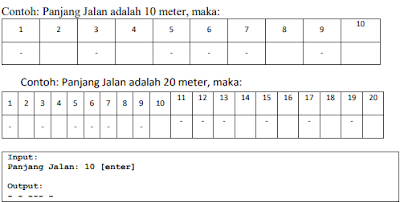 Contoh: Panjang Jalan adalah 10 meter, maka:
1 2 3 4 5 6 7 8 9 10
- - - - - -
Contoh: Panjang Jalan adalah 20 meter, maka:
1 2 3 4 5 6 7 8 9 10 11 12 13 14 15 16 17 18 19 20
- - - - - - - - - - - -
Input:
Panjang Jalan: 10 [enter]
Output:
- - --- -